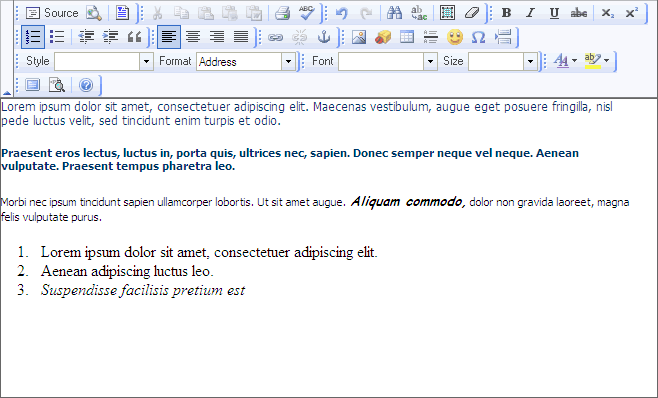 Source
ABC
B I U abc X₂ X²
Style Format Address Font Size
Lorem ipsum dolor sit amet, consectetuer adipiscing elit. Maecenas vestibulum, augue eget posuere fringilla, nisl
pede luctus velit, sed tincidunt enim turpis et odio.
Praesent eros lectus, luctus in, porta quis, ultrices nec, sapien. Donec semper neque vel neque. Aenean
vulputate. Praesent tempus pharetra leo.
Morbi nec ipsum tincidunt sapien ullamcorper lobortis. Ut sit amet augue. Aliquam commodo, dolor non gravida laoreet, magna
felis vulputate purus.
1. Lorem ipsum dolor sit amet, consectetuer adipiscing elit.
2. Aenean adipiscing luctus leo.
3. Suspendisse facilisis pretium est